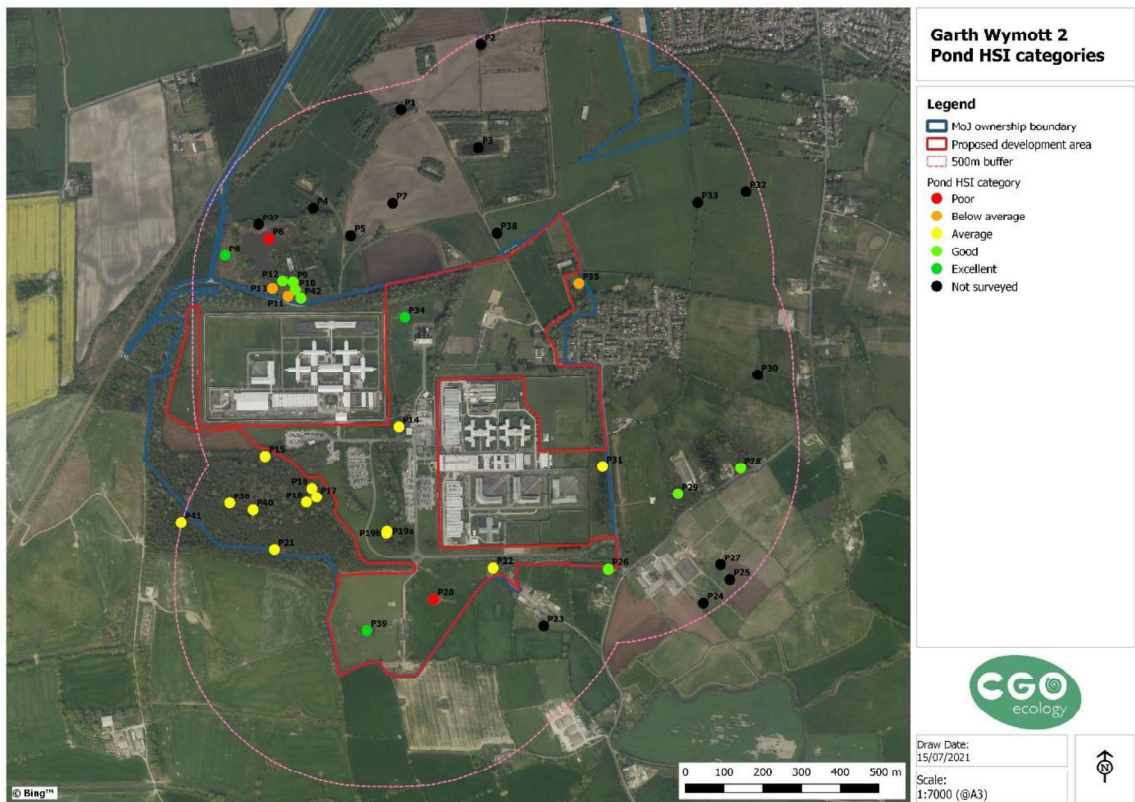 Garth Wymott 2
Pond HSI categories
Legend
MoJ ownership boundary
Proposed development area
500m buffer
Pond HSI category
Poor
Below average
Average
Good
Excellent
Not surveyed
P2
P1
P3
P7
P4
P5
P6
P8
P38
P33
P32
P12
P9
P10
P13
P42
P11
P35
P34
P30
P14
P15
P31
P28
P29
P16
P17
P18
P40
P41
P19b
P19a
P21
P22
P26
P27
P25
P24
P20
P23
P39
CGO
ecology
Draw Date:
15/07/2021
Scale:
1:7000 (@A3)
N
0 100 200 300 400 500 m
© Bing™